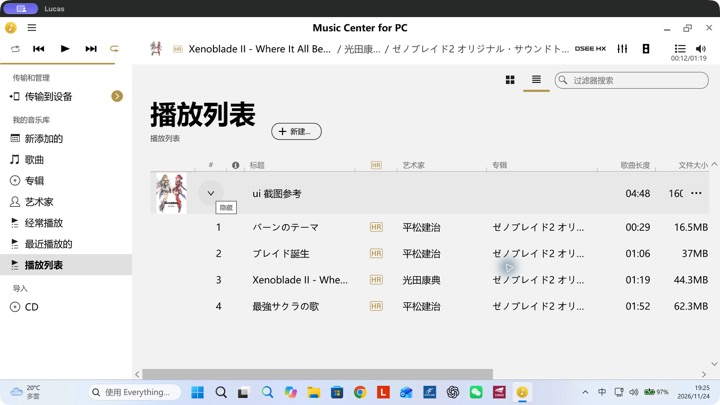 Lucas
Music Center for PC
HR Xenoblade II - Where It All Be... / 光田康... / ゼノブレイド2 オリジナル・サウンドト... DSEE HX
00:12/01:19
传输和管理
传输到设备
我的音乐库
新添加的
歌曲
专辑
艺术家
经常播放
最近播放的
播放列表
导入
CD
过滤器搜索
播放列表
播放列表
新建...
# 标题 HR 艺术家 专辑 歌曲长度 文件大小
ui 截图参考 04:48 160
隐藏
1 バーンのテーマ HR 平松建治 ゼノブレイド2 オリ... 00:29 16.5MB
2 ブレイド誕生 HR 平松建治 ゼノブレイド2 オリ... 01:06 37MB
3 Xenoblade II - Whe... HR 光田康典 ゼノブレイド2 オリ... 01:19 44.3MB
4 最強サクラの歌 HR 平松建治 ゼノブレイド2 オリ... 01:52 62.3MB
20°C
多云
使用 Everything...
中
97%
19:25
2026/11/24